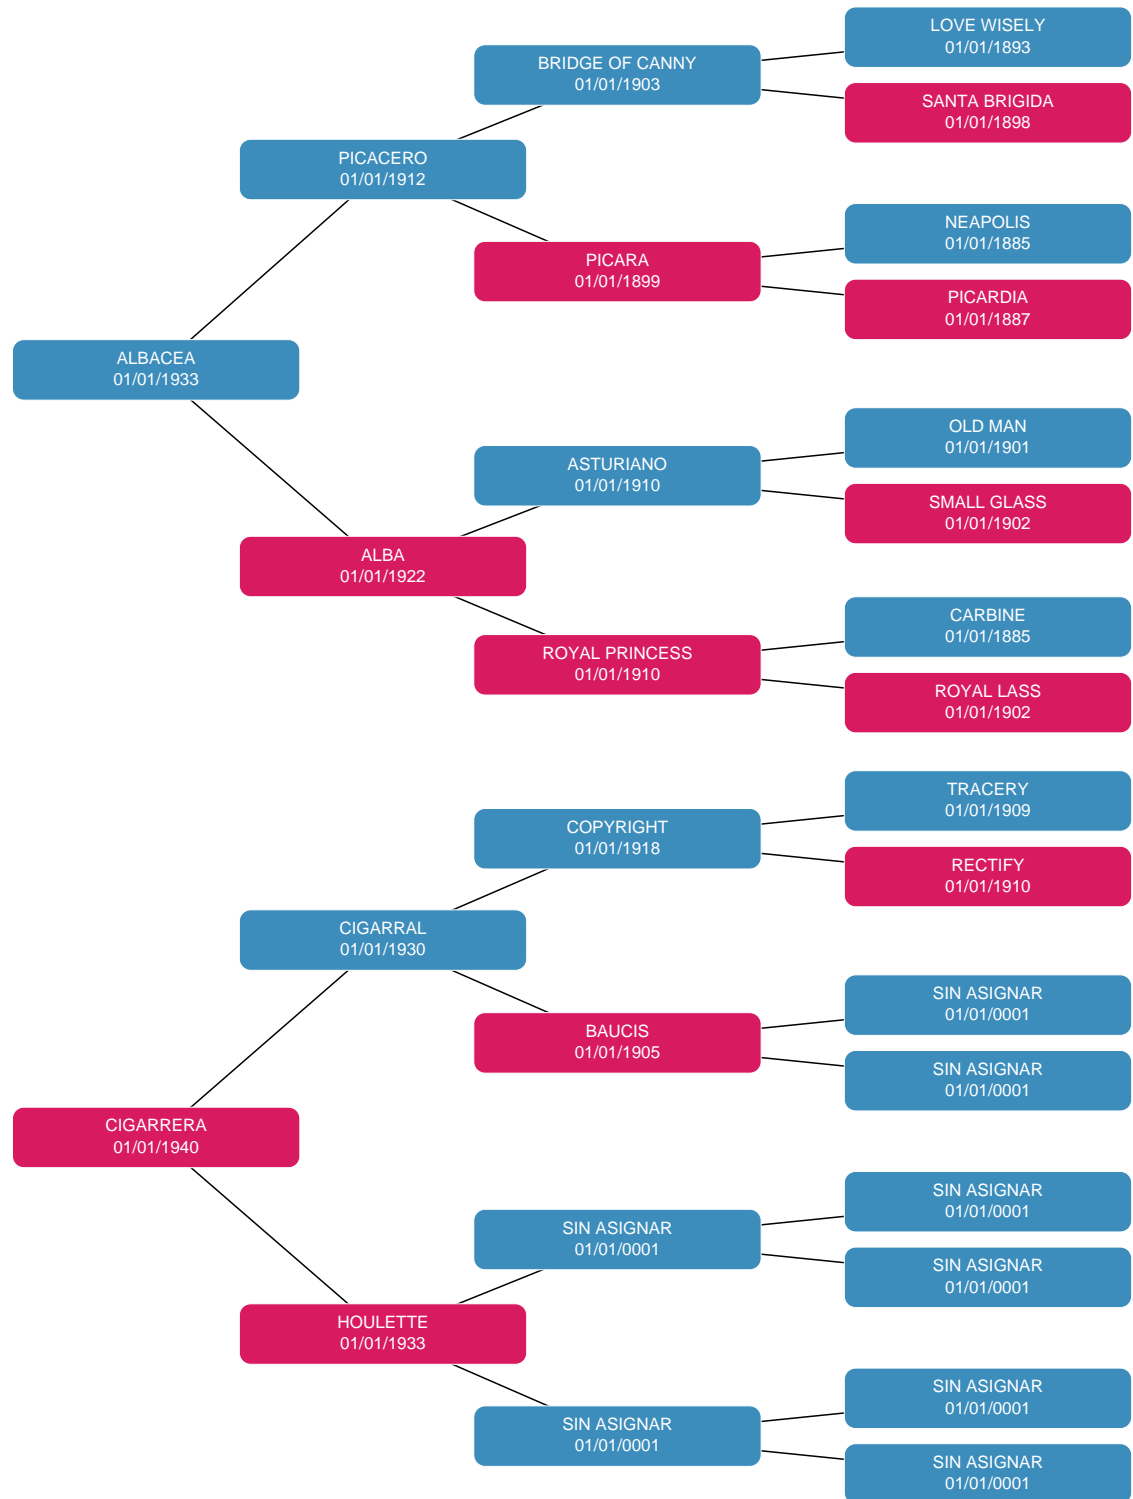 LOVE WISELY
01/01/1893
BRIDGE OF CANNY
01/01/1903
SANTA BRIGIDA
01/01/1898
PICACERO
01/01/1912
NEAPOLIS
01/01/1885
PICARA
01/01/1899
PICARDIA
01/01/1887
ALBACEA
01/01/1933
OLD MAN
01/01/1901
ASTURIANO
01/01/1910
SMALL GLASS
01/01/1902
ALBA
01/01/1922
CARBINE
01/01/1885
ROYAL PRINCESS
01/01/1910
ROYAL LASS
01/01/1902
TRACERY
01/01/1909
COPYRIGHT
01/01/1918
RECTIFY
01/01/1910
CIGARRAL
01/01/1930
SIN ASIGNAR
01/01/0001
BAUCIS
01/01/1905
SIN ASIGNAR
01/01/0001
CIGARRERA
01/01/1940
SIN ASIGNAR
01/01/0001
SIN ASIGNAR
01/01/0001
SIN ASIGNAR
01/01/0001
HOULETTE
01/01/1933
SIN ASIGNAR
01/01/0001
SIN ASIGNAR
01/01/0001
SIN ASIGNAR
01/01/0001